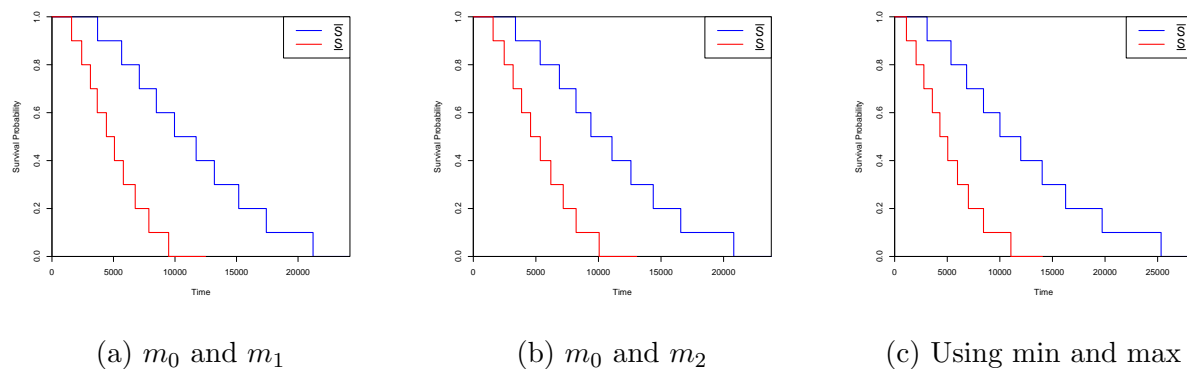 1.0
0.8
0.6
0.4
0.2
0.0
Survival Probability
0 5000 10000 15000 20000
Time
S̅
S̲
1.0
0.8
0.6
0.4
0.2
0.0
Survival Probability
0 5000 10000 15000 20000
Time
S̅
S̲
1.0
0.8
0.6
0.4
0.2
0.0
Survival Probability
0 5000 10000 15000 20000 25000
Time
S̅
S̲
(a) m₀ and m₁
(b) m₀ and m₂
(c) Using min and max